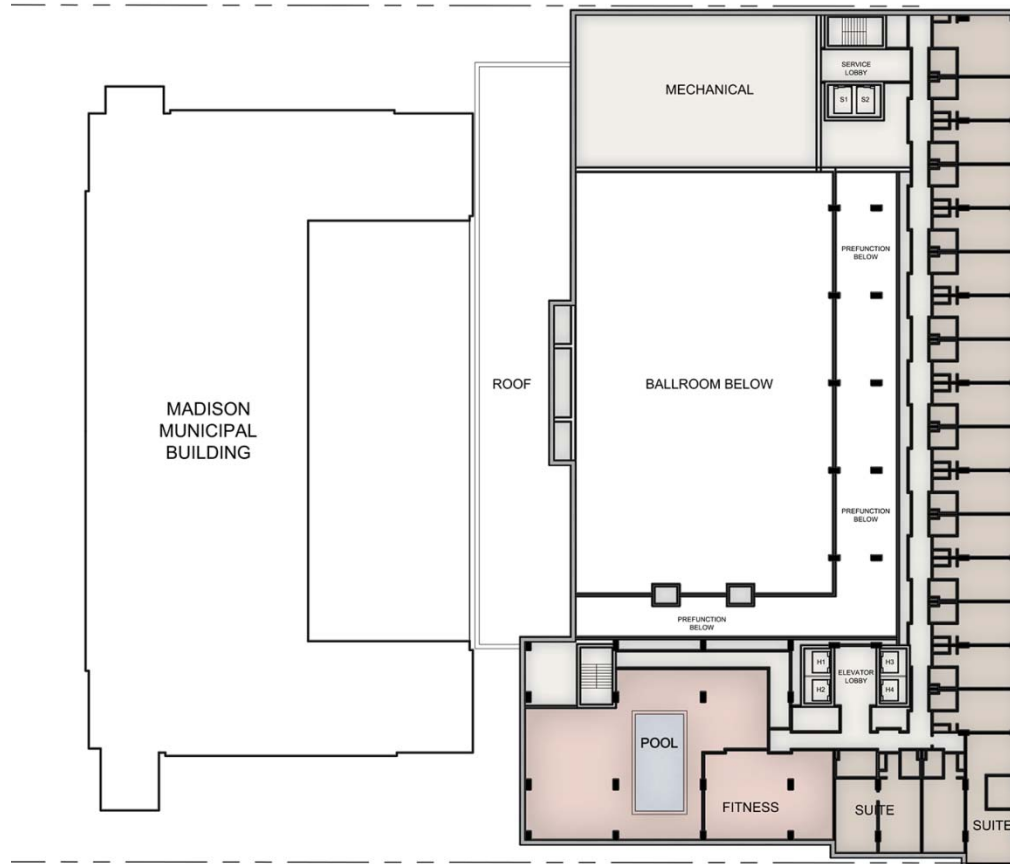 MECHANICAL
SERVICE
LOBBY
S1 S2
PREFUNCTION
BELOW
ROOF
BALLROOM BELOW
MADISON
MUNICIPAL
BUILDING
PREFUNCTION
BELOW
PREFUNCTION
BELOW
H1
H2
ELEVATOR
LOBBY
H3
H4
POOL
FITNESS
SUITE
SUITE